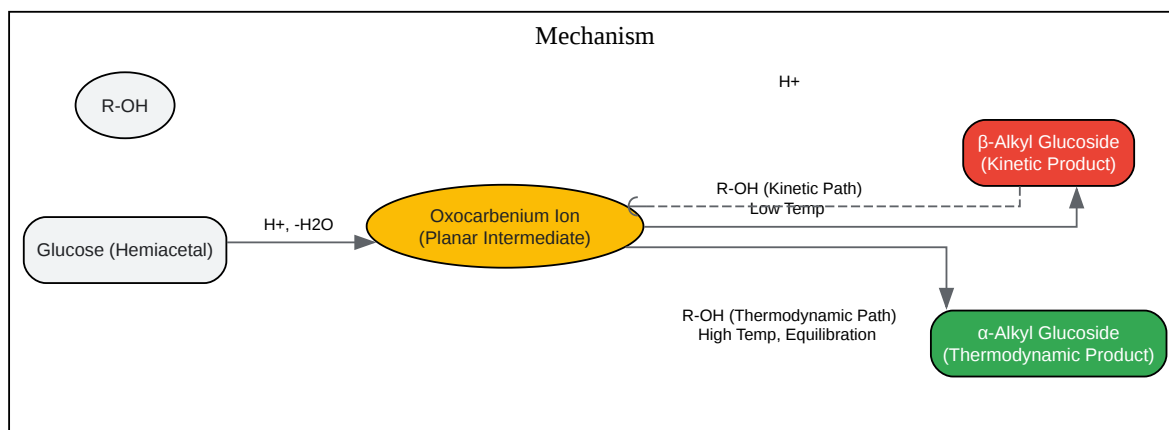 Mechanism
R-OH
H+
β-Alkyl Glucoside
(Kinetic Product)
R-OH (Kinetic Path)
Low Temp
Glucose (Hemiacetal)
H+, -H2O
Oxocarbenium Ion
(Planar Intermediate)
R-OH (Thermodynamic Path)
High Temp, Equilibration
α-Alkyl Glucoside
(Thermodynamic Product)